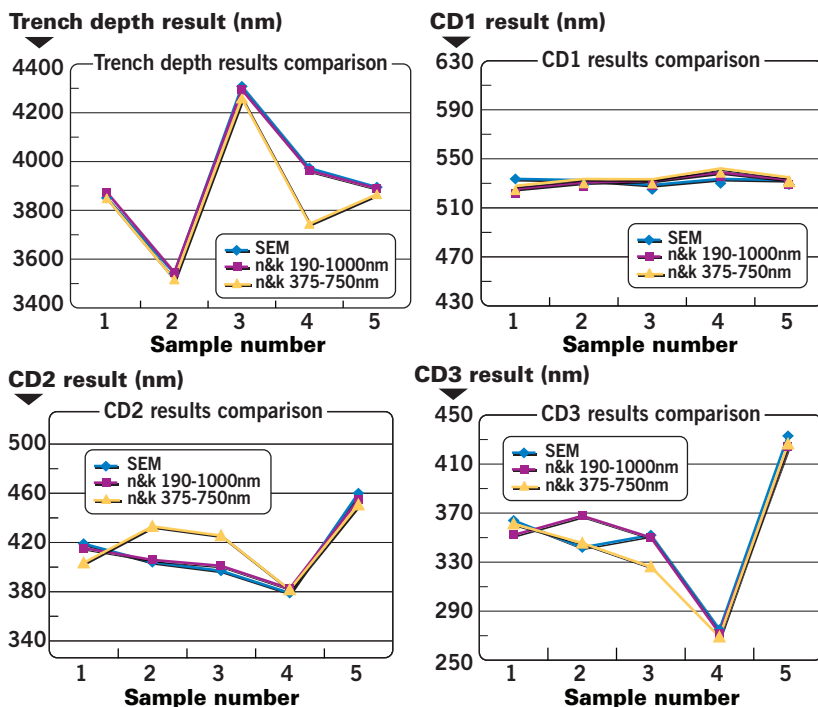 Trench depth result (nm)
Trench depth results comparison
4400
4200
4000
3800
3600
3400
SEM
n&k 190-1000nm
n&k 375-750nm
1 2 3 4 5
Sample number
CD1 result (nm)
CD1 results comparison
630
590
550
510
470
430
SEM
n&k 190-1000nm
n&k 375-750nm
1 2 3 4 5
Sample number
CD2 result (nm)
CD2 results comparison
500
460
420
380
340
SEM
n&k 190-1000nm
n&k 375-750nm
1 2 3 4 5
Sample number
CD3 result (nm)
CD3 results comparison
450
410
370
330
290
250
SEM
n&k 190-1000nm
n&k 375-750nm
1 2 3 4 5
Sample number